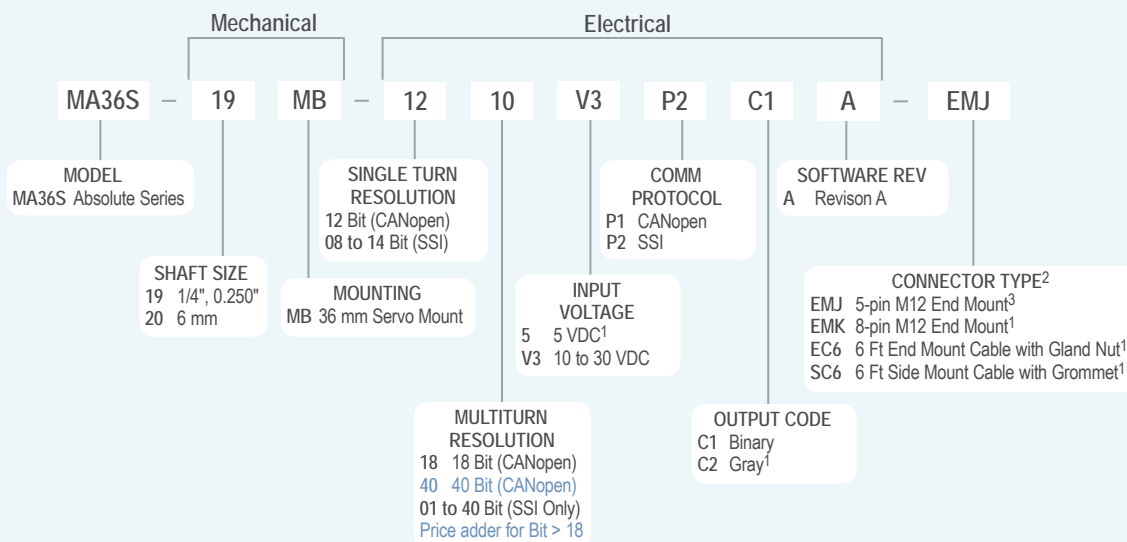 Mechanical
Electrical
MA36S – 19 MB – 12 10 V3 P2 C1 A – EMJ
MODEL
MA36S Absolute Series
SINGLE TURN
RESOLUTION
12 Bit (CANopen)
08 to 14 Bit (SSI)
COMM
PROTOCOL
P1 CANopen
P2 SSI
SOFTWARE REV
A Revison A
SHAFT SIZE
19 1/4", 0.250"
20 6 mm
MOUNTING
MB 36 mm Servo Mount
INPUT
VOLTAGE
5 5 VDC1
V3 10 to 30 VDC
CONNECTOR TYPE2
EMJ 5-pin M12 End Mount3
EMK 8-pin M12 End Mount1
EC6 6 Ft End Mount Cable with Gland Nut1
SC6 6 Ft Side Mount Cable with Grommet1
MULTITURN
RESOLUTION
18 18 Bit (CANopen)
40 40 Bit (CANopen)
01 to 40 Bit (SSI Only)
Price adder for Bit > 18
OUTPUT CODE
C1 Binary
C2 Gray1